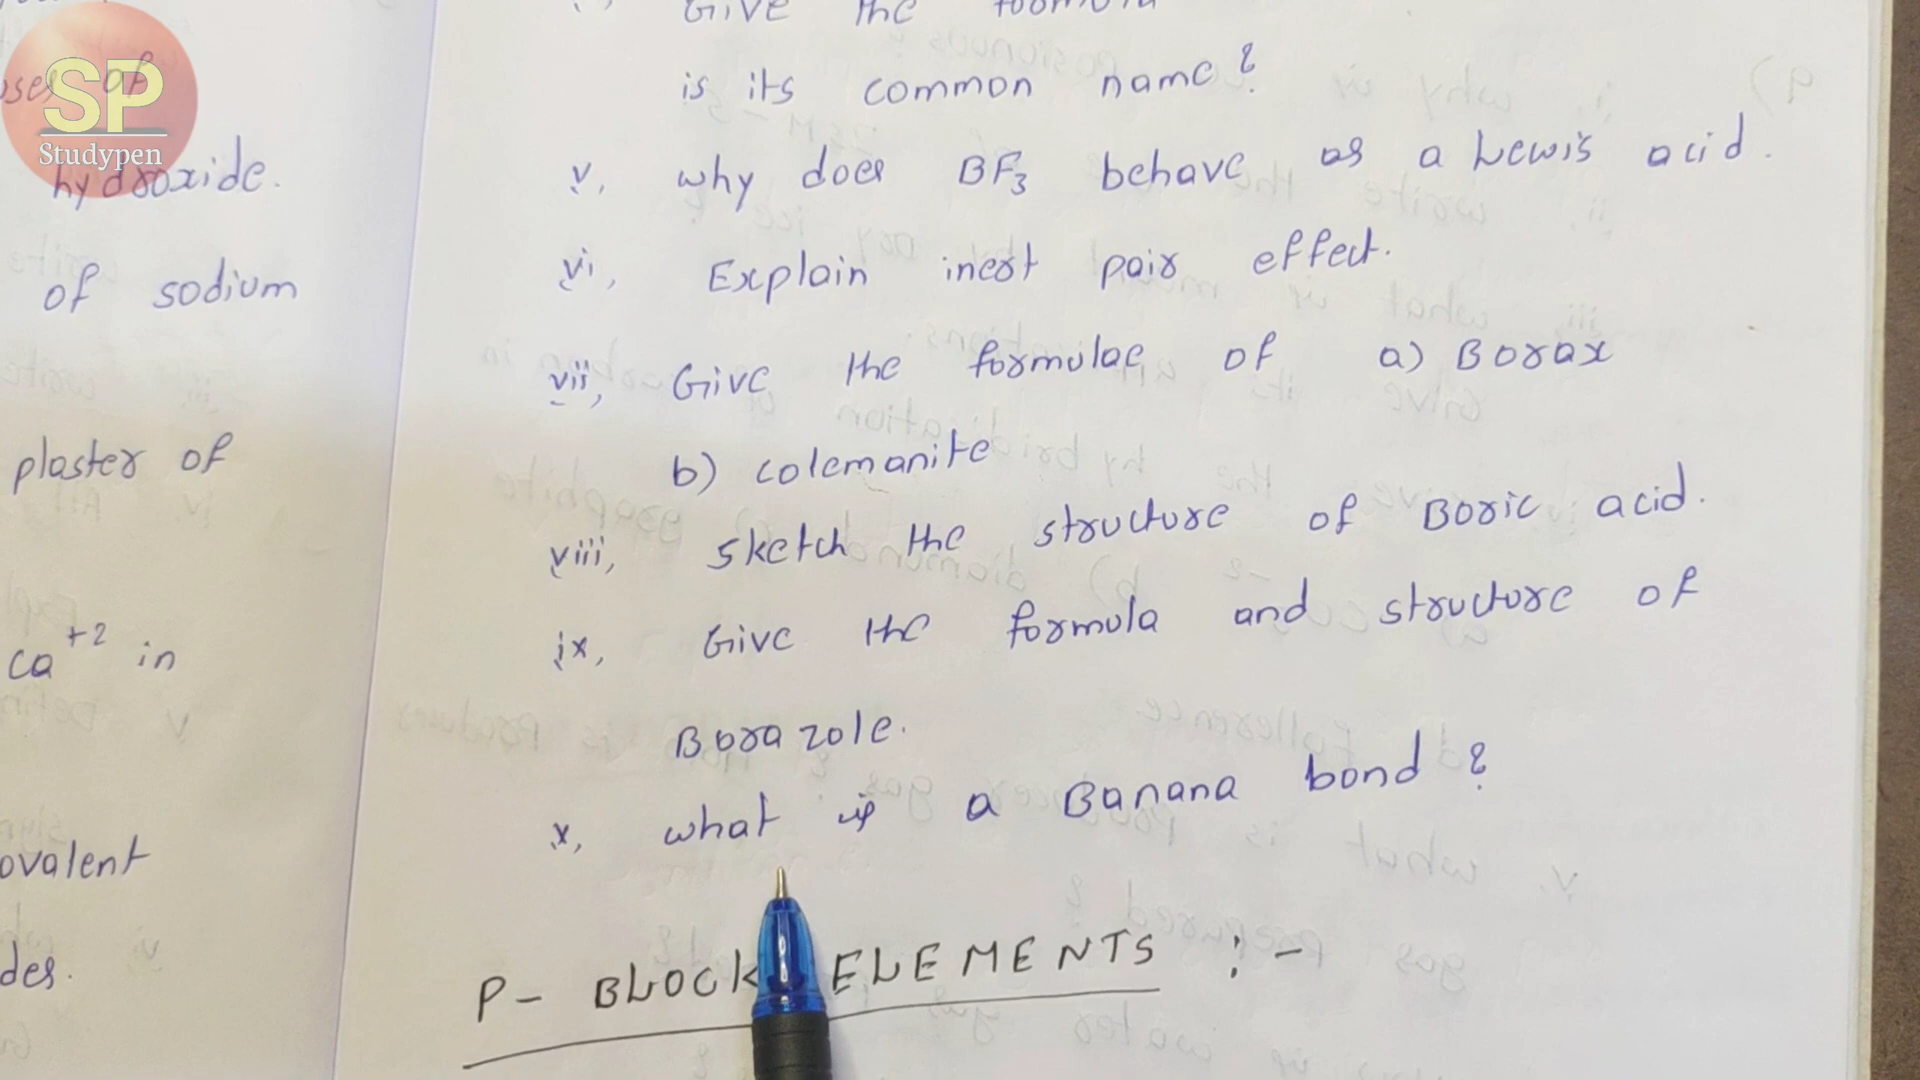 SP
Studypen
hydroxide.
of sodium
plaster of
ca+2 in
Give the
is its common name?
v, why does BF3 behave as a Lewis acid.
vi, Explain inert pair effect.
vii, Give the formulae of a) Borax
b) colemanite
viii, sketch the structure of Boric acid.
ix, Give the formula and structure of
Borazole.
x, what is a Banana bond?
P- BLOCK ELEMENTS :-